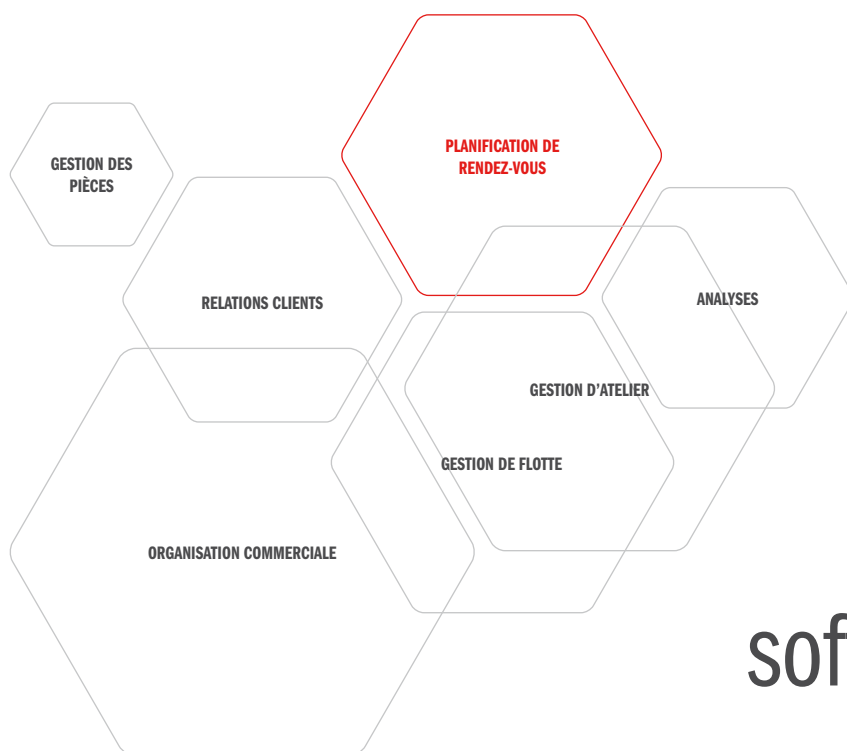 PLANIFICATION DE
RENDEZ-VOUS
GESTION DES
PIÈCES
RELATIONS CLIENTS
ANALYSES
GESTION D'ATELIER
GESTION DE FLOTTE
ORGANISATION COMMERCIALE
sof